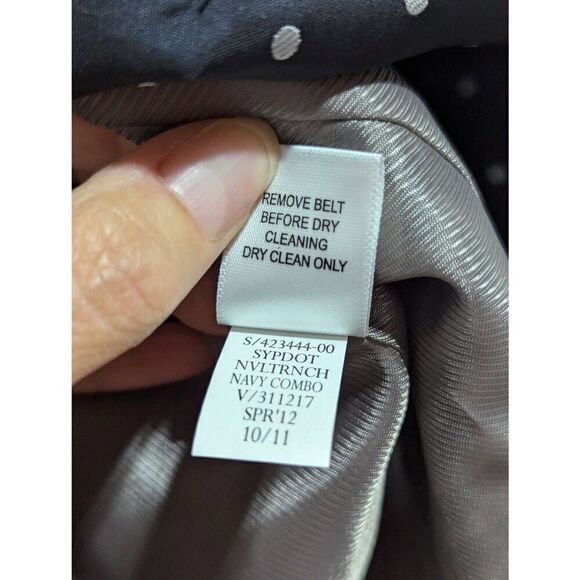 REMOVE BELT
BEFORE DRY
CLEANING
DRY CLEAN ONLY
S/423444-00
SYPDOT
NVLTRNCH
NAVY COMBO
V/311217
SPR'12
10/11